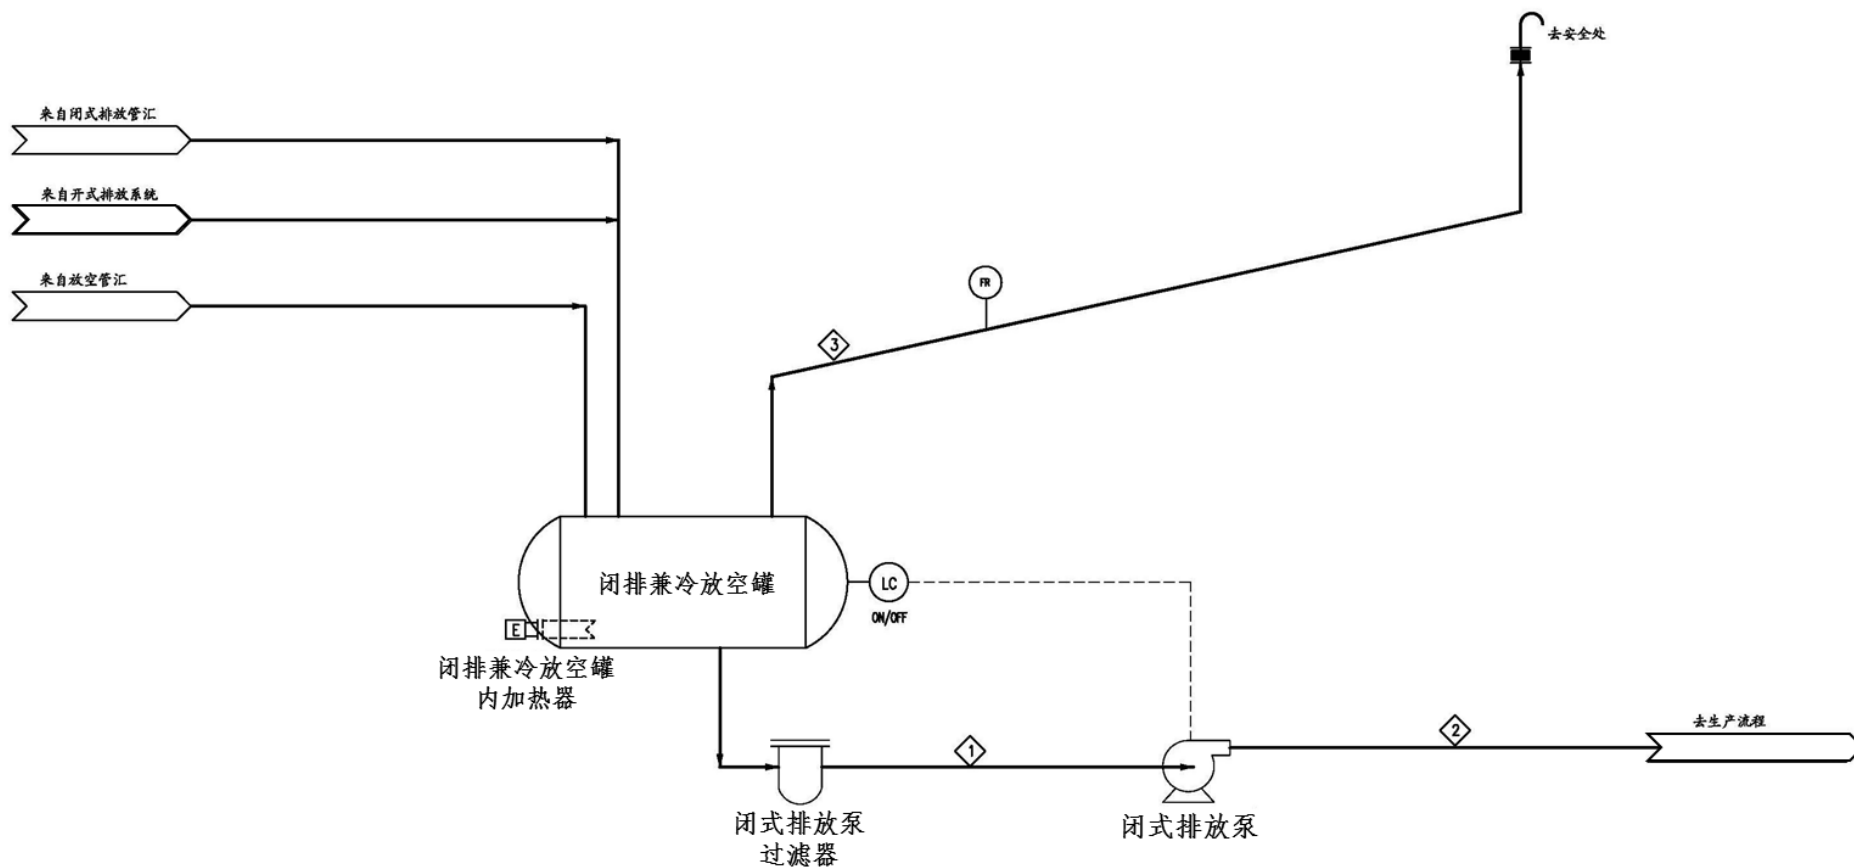 去安全处
来自闭式排放管汇
来自开式排放系统
来自放空管汇
FR
3
闭排兼冷放空罐
LC
ON/OFF
E
闭排兼冷放空罐
内加热器
去生产流程
2
1
闭式排放泵
过滤器
闭式排放泵